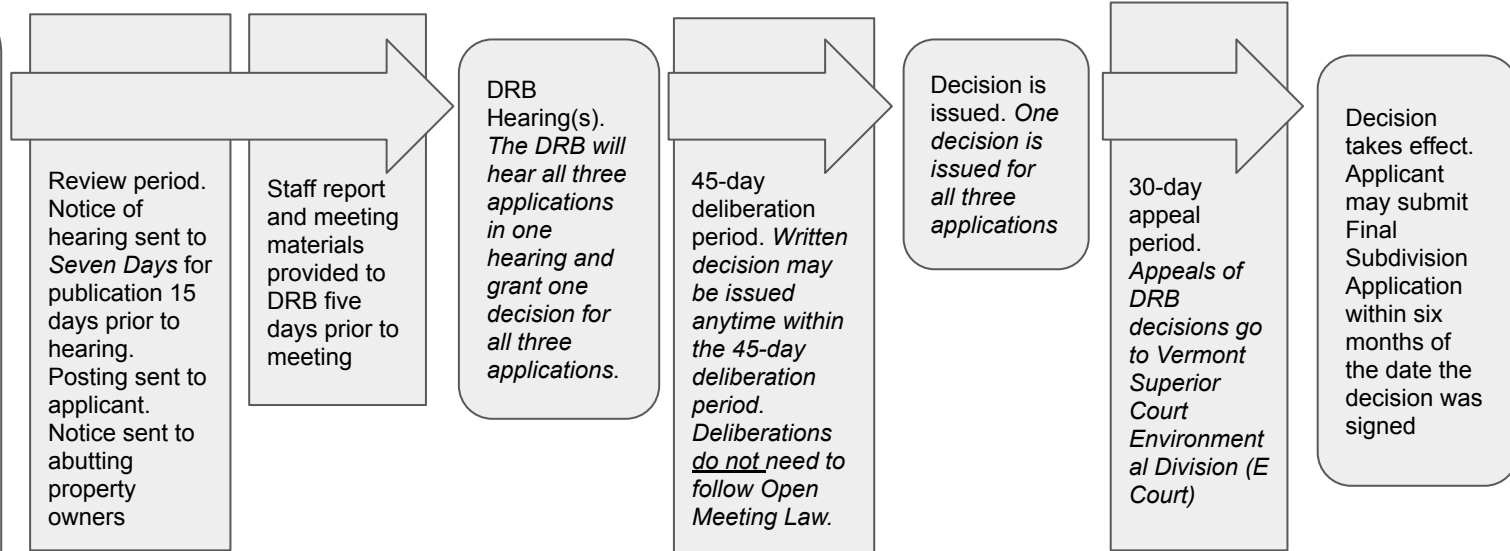 Review period.
Notice of
hearing sent to
Seven Days for
publication 15
days prior to
hearing.
Posting sent to
applicant.
Notice sent to
abutting
property
owners
Staff report
and meeting
materials
provided to
DRB five
days prior to
meeting
DRB
Hearing(s).
The DRB will
hear all three
applications
in one
hearing and
grant one
decision for
all three
applications.
45-day
deliberation
period. Written
decision may
be issued
anytime within
the 45-day
deliberation
period.
Deliberations
do not need to
follow Open
Meeting Law.
Decision is
issued. One
decision is
issued for
all three
applications
30-day
appeal
period.
Appeals of
DRB
decisions go
to Vermont
Superior
Court
Environment
al Division (E
Court)
Decision
takes effect.
Applicant
may submit
Final
Subdivision
Application
within six
months of
the date the
decision was
signed